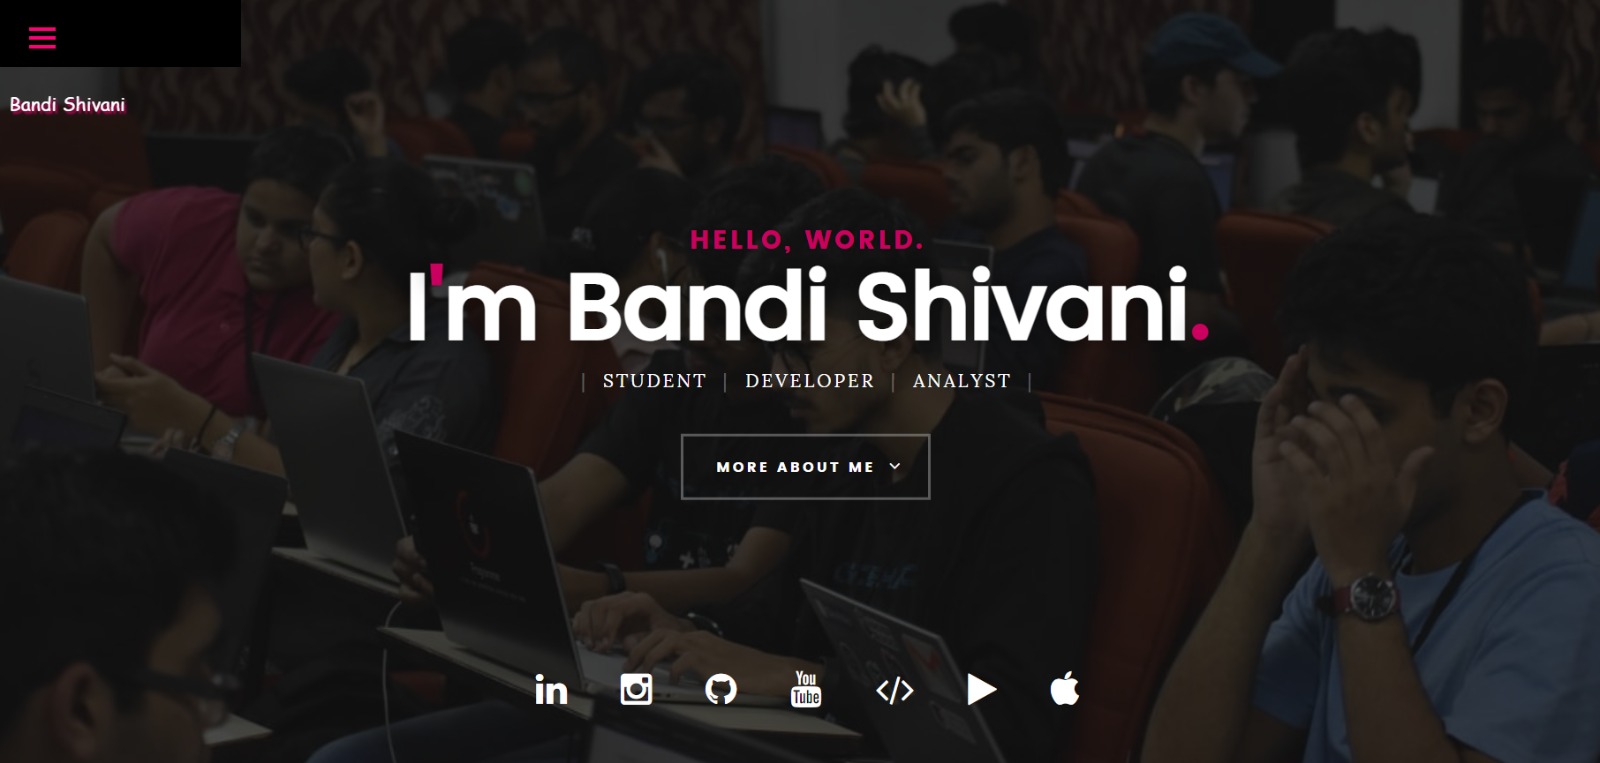 Bandi Shivani
HELLO, WORLD.
I'm Bandi Shivani.
| STUDENT | DEVELOPER | ANALYST |
MORE ABOUT ME
in
You
Tube
</>